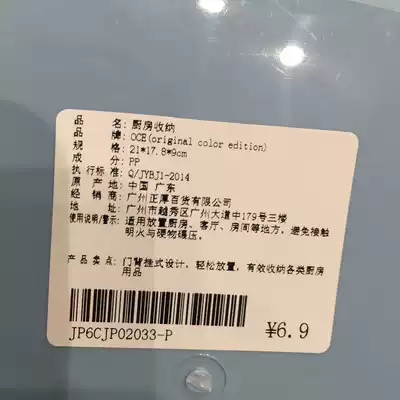 品 名: 厨房收纳
品 牌: OCE(original color edition)
规 格: 21*17.8*9cm
成 分: PP
执行标准: Q/JYBJ1-2014
原 产 地: 中国 广东
经 销 商: 广州正厚百货有限公司
地 址: 广州市越秀区广州大道中179号三楼
使用说明/警示: 适用放置厨房、客厅、房间等地方，避免接触
明火与硬物碾压。
产 品 卖 点: 门背挂式设计，轻松放置，有效收纳各类厨房
用品
JP6CJP02033-P
¥6.9